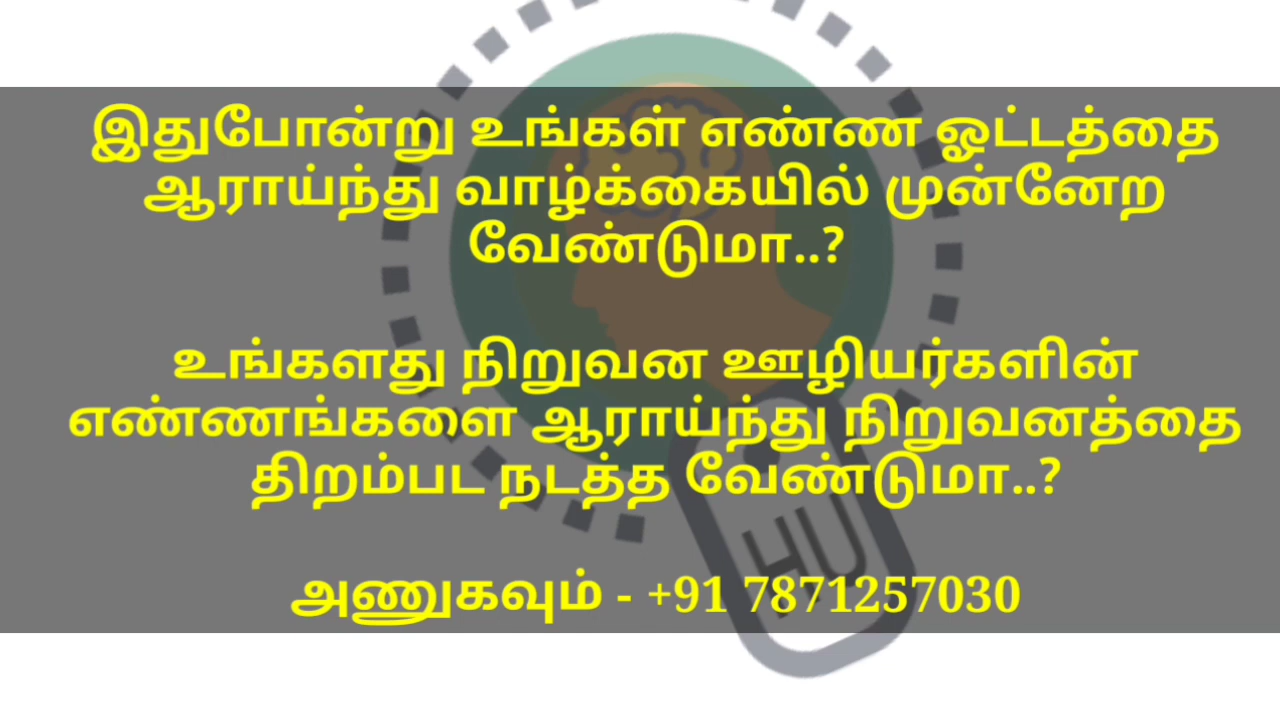 இதுபோன்று உங்கள் எண்ண ஓட்டத்தை
ஆராய்ந்து வாழ்க்கையில் முன்னேற
வேண்டுமா..?
உங்களது நிறுவன ஊழியர்களின்
எண்ணங்களை ஆராய்ந்து நிறுவனத்தை
திறம்பட நடத்த வேண்டுமா..?
HU
அணுகவும் - +91 7871257030